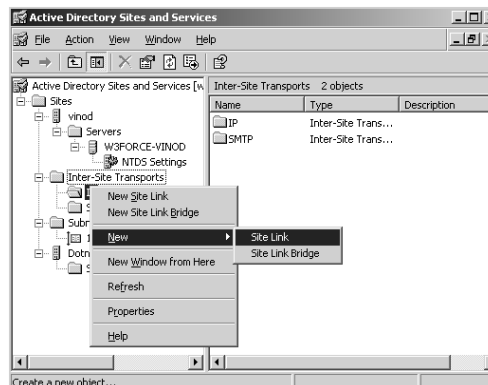 Active Directory Sites and Services
File Action View Window Help
Active Directory Sites and Services [w
Inter-Site Transports 2 objects
Sites
Name Type Description
vinod
IP Inter-Site Trans...
Servers
SMTP Inter-Site Trans...
W3FORCE-VINOD
NTDS Settings
Inter-Site Transports
I
New Site Link
S
New Site Link Bridge
Subr
1
New Site Link
Dotn
Site Link Bridge
S
New Window from Here
Refresh
Properties
Help
Create a new object...